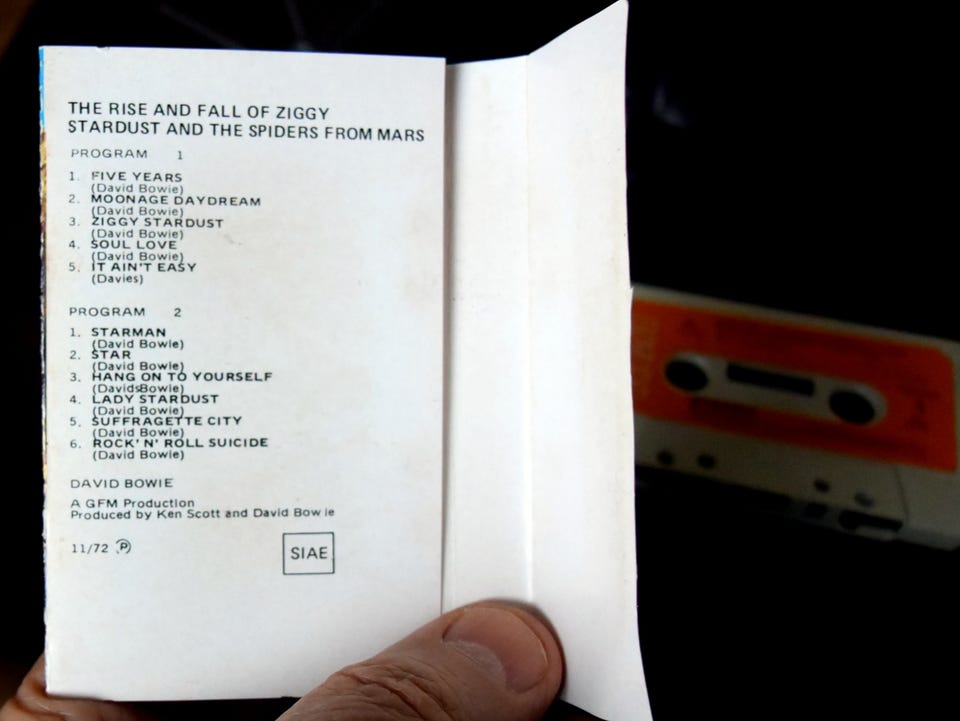 THE RISE AND FALL OF ZIGGY
STARDUST AND THE SPIDERS FROM MARS
PROGRAM 1
1. FIVE YEARS
(David Bowie)
2. MOONAGE DAYDREAM
(David Bowie)
3. ZIGGY STARDUST
(David Bowie)
4. SOUL LOVE
(David Bowie)
5. IT AIN'T EASY
(Davies)
PROGRAM 2
1. STARMAN
(David Bowie)
2. STAR
(David Bowie)
3. HANG ON TO YOURSELF
(DavidsBowie)
4. LADY STARDUST
(David Bowie)
5. SUFFRAGETTE CITY
(David Bowie)
6. ROCK' N' ROLL SUICIDE
(David Bowie)
DAVID BOWIE
A GFM Production
Produced by Ken Scott and David Bowie
11/72 Ⓟ
SIAE